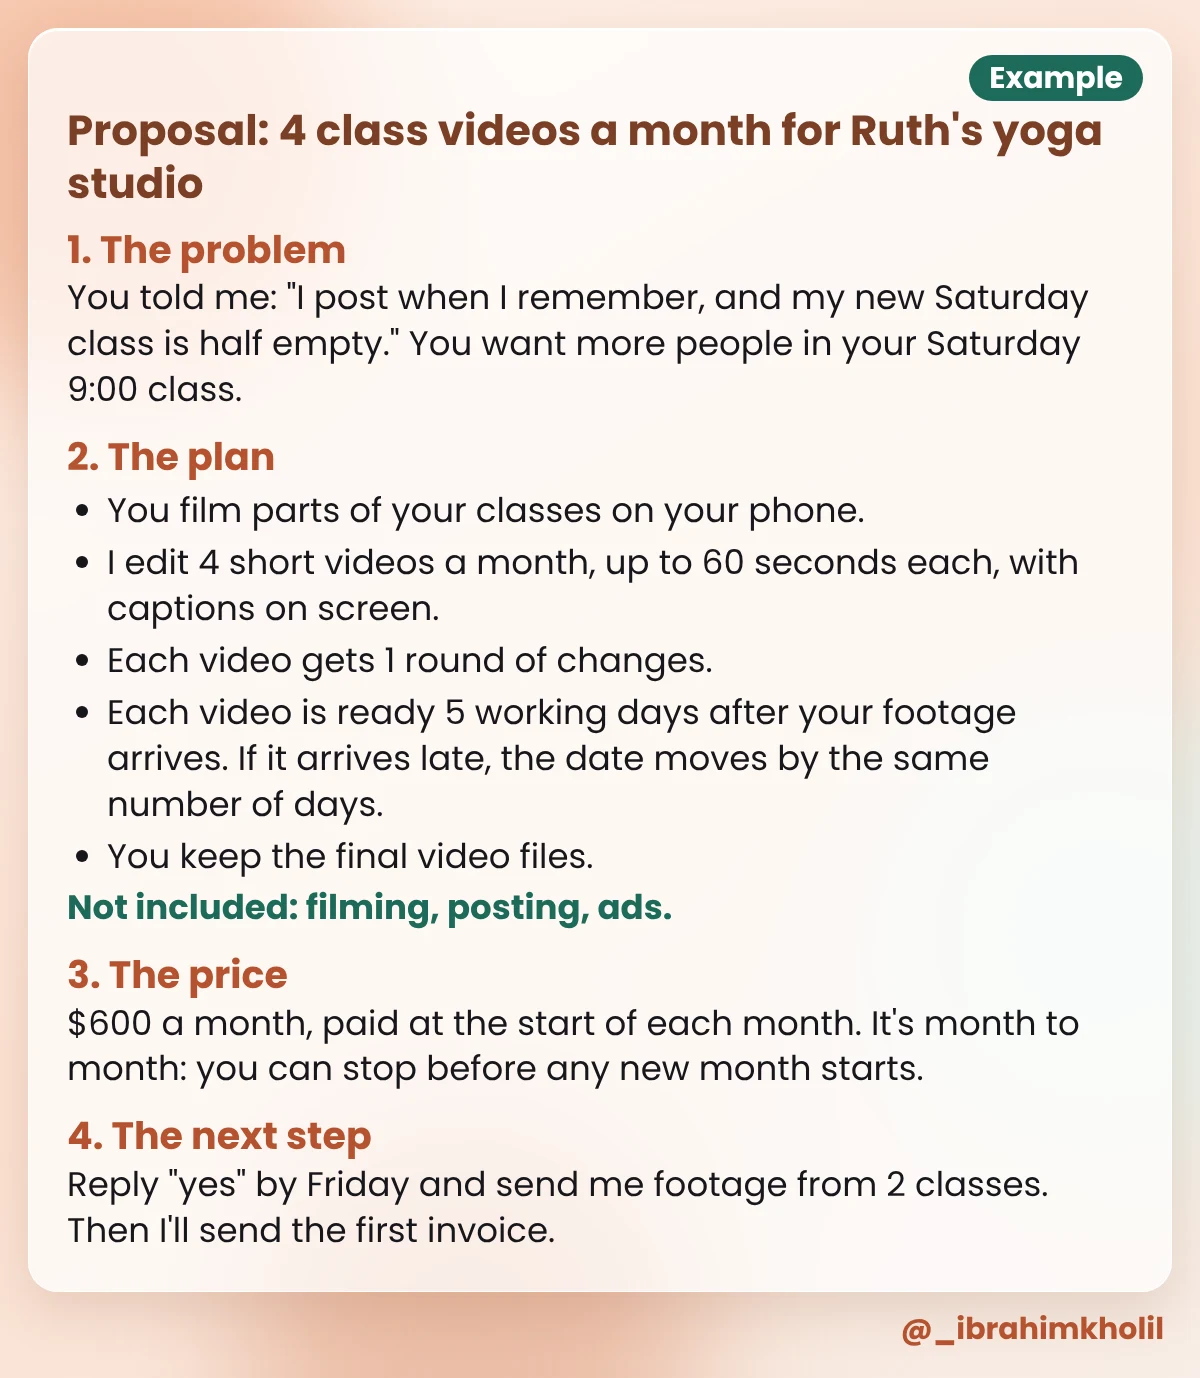 Example
Proposal: 4 class videos a month for Ruth's yoga
studio
1. The problem
You told me: "I post when I remember, and my new Saturday
class is half empty." You want more people in your Saturday
9:00 class.
2. The plan
• You film parts of your classes on your phone.
• I edit 4 short videos a month, up to 60 seconds each, with
captions on screen.
• Each video gets 1 round of changes.
• Each video is ready 5 working days after your footage
arrives. If it arrives late, the date moves by the same
number of days.
• You keep the final video files.
Not included: filming, posting, ads.
3. The price
$600 a month, paid at the start of each month. It's month to
month: you can stop before any new month starts.
4. The next step
Reply "yes" by Friday and send me footage from 2 classes.
Then I'll send the first invoice.
@_ibrahimkholil